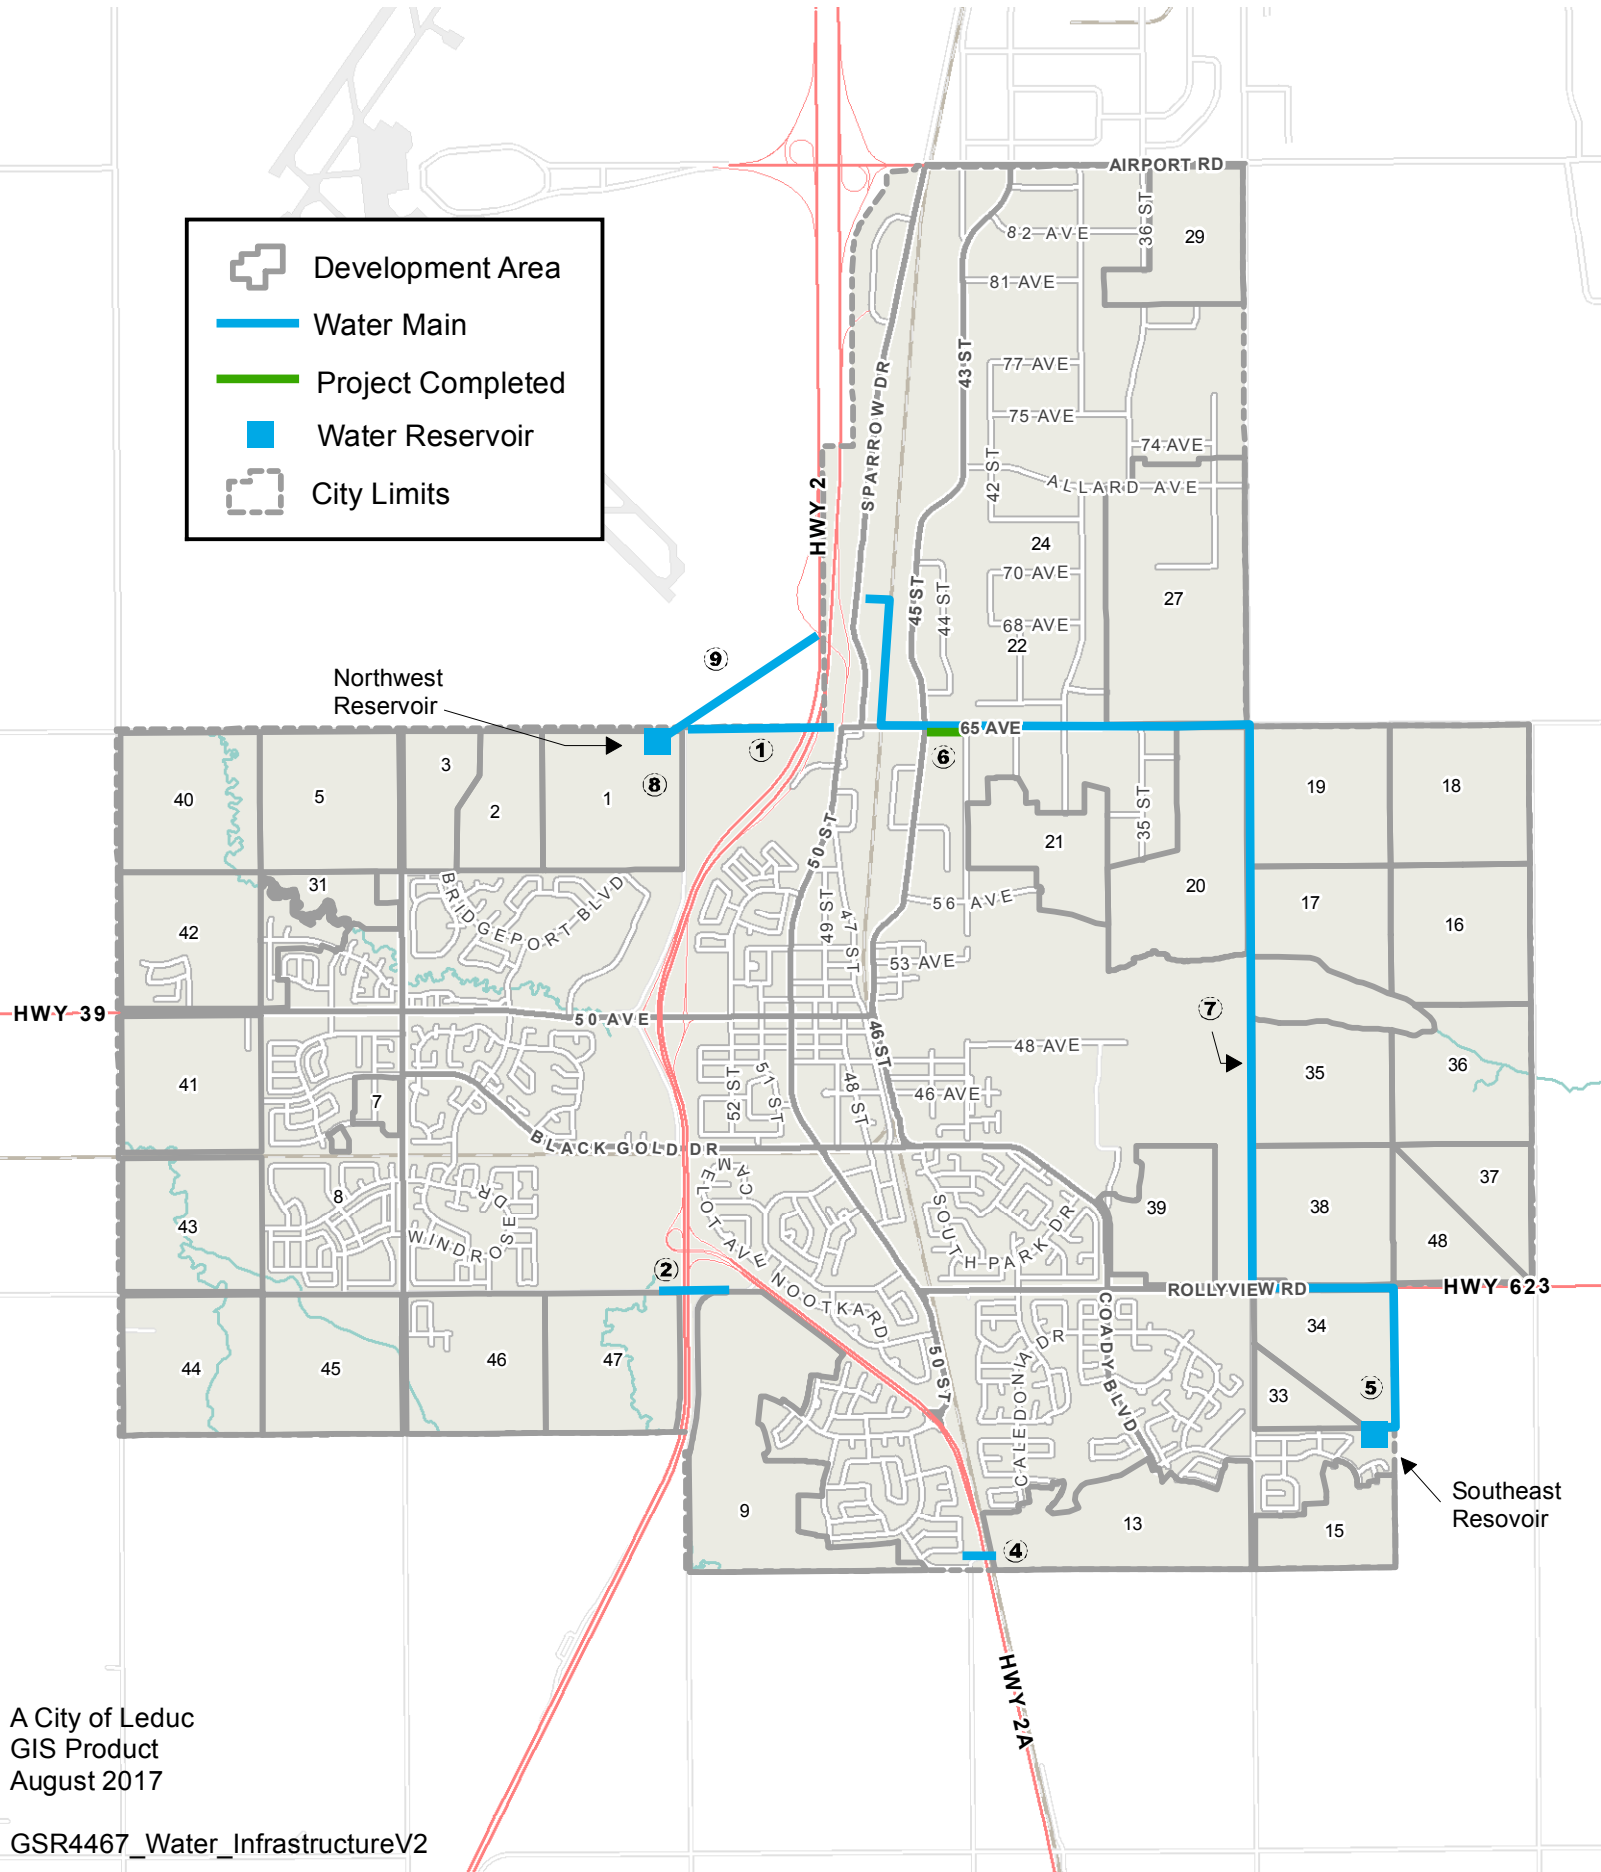 AIRPORT RD
36 ST
29
82 AVE
81 AVE
Development Area
Water Main
Project Completed
Water Reservoir
City Limits
43 ST
77 AVE
SPARROW DR
75 AVE
74 AVE
42 ST
ALLARD AVE
HWY 2
24
70 AVE
45 ST
44 ST
27
68 AVE
22
9
Northwest
Reservoir
65 AVE
1
6
8
3
40
5
2
1
19
18
50 ST
35 ST
21
31
BRIDGEPORT BLVD
20
56 AVE
17
16
49 ST
47 ST
42
53 AVE
7
HWY 39
50 AVE
46 ST
48 AVE
35
36
41
7
52 ST
51 ST
48 ST
46 AVE
BLACK GOLD DR
CAMELOT AVE
37
8
WINDROSE DR
SOUTH PARK DR
39
38
43
48
2
NOOTKA RD
ROLLYVIEW RD
HWY 623
COADY BLVD
34
CALEDONIA DR
44
45
46
47
50 ST
33
5
Southeast
Resovoir
9
13
15
4
HWY 2A
A City of Leduc
GIS Product
August 2017
GSR4467_Water_InfrastructureV2